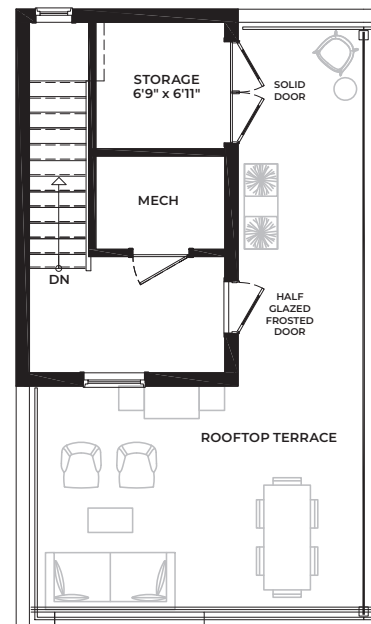 STORAGE
6'9" x 6'11"
SOLID
DOOR
MECH
DN
HALF
GLAZED
FROSTED
DOOR
ROOFTOP TERRACE